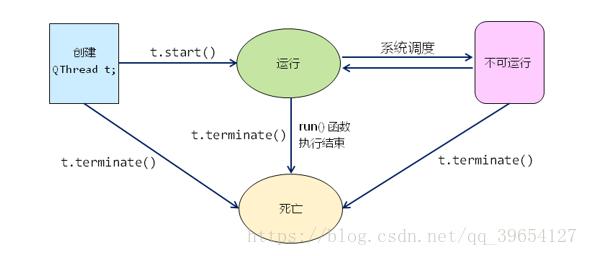 创建
QThread t;
t.start()
运行
系统调度
不可运行
t.terminate()
t.terminate()
run()函数
执行结束
t.terminate()
死亡
https://blog.csdn.net/qq_39654127